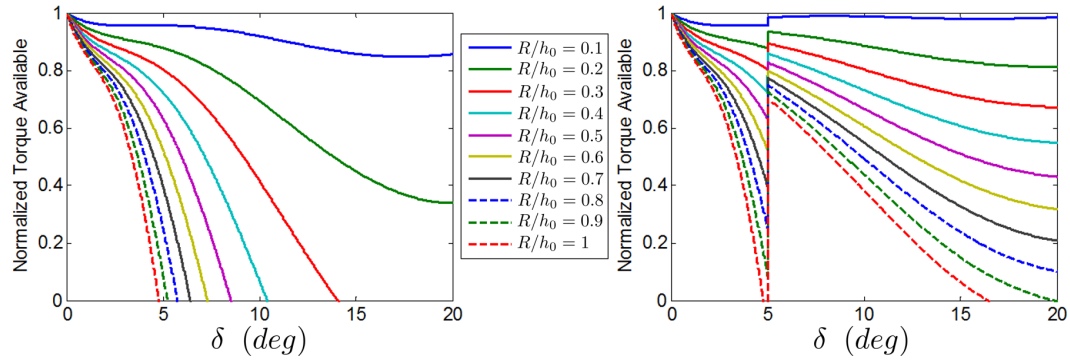 Normalized Torque Available
1
0.8
0.6
0.4
0.2
0
0 5 10 15 20
δ (deg)
R/h₀ = 0.1
R/h₀ = 0.2
R/h₀ = 0.3
R/h₀ = 0.4
R/h₀ = 0.5
R/h₀ = 0.6
R/h₀ = 0.7
R/h₀ = 0.8
R/h₀ = 0.9
R/h₀ = 1
Normalized Torque Available
1
0.8
0.6
0.4
0.2
0
0 5 10 15 20
δ (deg)